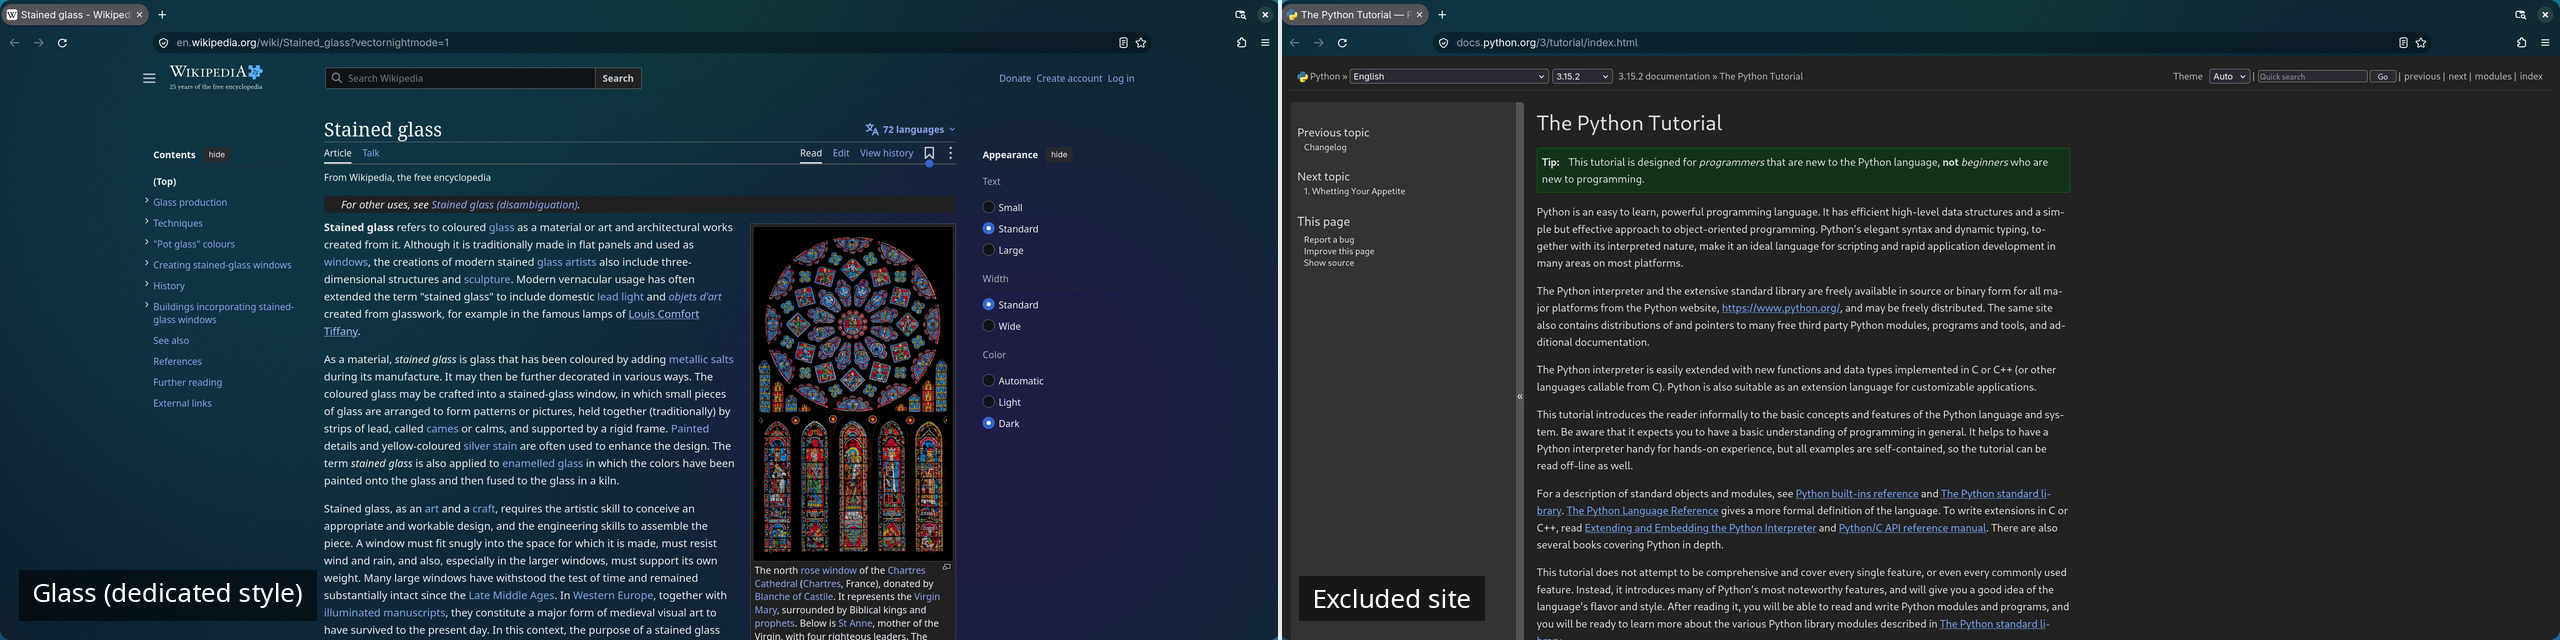 Stained glass - Wikiped
en.wikipedia.org/wiki/Stained_glass?vectornightmode=1
WIKIPEDIA
25 years of the free encyclopedia
Search Wikipedia
Search
Donate Create account Log in
Contents hide
(Top)
Glass production
Techniques
"Pot glass" colours
Creating stained-glass windows
History
Buildings incorporating stained-
glass windows
See also
References
Further reading
External links
Stained glass
72 languages
Article Talk
Read Edit View history
From Wikipedia, the free encyclopedia
For other uses, see Stained glass (disambiguation).
Stained glass refers to coloured glass as a material or art and architectural works
created from it. Although it is traditionally made in flat panels and used as
windows, the creations of modern stained glass artists also include three-
dimensional structures and sculpture. Modern vernacular usage has often
extended the term "stained glass" to include domestic lead light and objets d'art
created from glasswork, for example in the famous lamps of Louis Comfort
Tiffany.
As a material, stained glass is glass that has been coloured by adding metallic salts
during its manufacture. It may then be further decorated in various ways. The
coloured glass may be crafted into a stained-glass window, in which small pieces
of glass are arranged to form patterns or pictures, held together (traditionally) by
strips of lead, called cames or calms, and supported by a rigid frame. Painted
details and yellow-coloured silver stain are often used to enhance the design. The
term stained glass is also applied to enamelled glass in which the colors have been
painted onto the glass and then fused to the glass in a kiln.
Stained glass, as an art and a craft, requires the artistic skill to conceive an
appropriate and workable design, and the engineering skills to assemble the
piece. A window must fit snugly into the space for which it is made, must resist
wind and rain, and also, especially in the larger windows, must support its own
weight. Many large windows have withstood the test of time and remained
substantially intact since the Late Middle Ages. In Western Europe, together with
illuminated manuscripts, they constitute a major form of medieval visual art to
have survived to the present day. In this context, the purpose of a stained glass
The north rose window of the Chartres
Cathedral (Chartres, France), donated by
Blanche of Castile. It represents the Virgin
Mary, surrounded by Biblical kings and
prophets. Below is St Anne, mother of the
Virgin, with four righteous leaders. The
Appearance hide
Text
Small
Standard
Large
Width
Standard
Wide
Color
Automatic
Light
Dark
Glass (dedicated style)
The Python Tutorial —
docs.python.org/3/tutorial/index.html
Python » English 3.15.2 3.15.2 documentation » The Python Tutorial
Theme Auto | Quick search Go | previous | next | modules | index
Previous topic
Changelog
Next topic
1. Whetting Your Appetite
This page
Report a bug
Improve this page
Show source
«
The Python Tutorial
Tip: This tutorial is designed for programmers that are new to the Python language, not beginners who are
new to programming.
Python is an easy to learn, powerful programming language. It has efficient high-level data structures and a sim-
ple but effective approach to object-oriented programming. Python's elegant syntax and dynamic typing, to-
gether with its interpreted nature, make it an ideal language for scripting and rapid application development in
many areas on most platforms.
The Python interpreter and the extensive standard library are freely available in source or binary form for all ma-
jor platforms from the Python website, https://www.python.org/, and may be freely distributed. The same site
also contains distributions of and pointers to many free third party Python modules, programs and tools, and ad-
ditional documentation.
The Python interpreter is easily extended with new functions and data types implemented in C or C++ (or other
languages callable from C). Python is also suitable as an extension language for customizable applications.
This tutorial introduces the reader informally to the basic concepts and features of the Python language and sys-
tem. Be aware that it expects you to have a basic understanding of programming in general. It helps to have a
Python interpreter handy for hands-on experience, but all examples are self-contained, so the tutorial can be
read off-line as well.
For a description of standard objects and modules, see Python built-ins reference and The Python standard li-
brary. The Python Language Reference gives a more formal definition of the language. To write extensions in C or
C++, read Extending and Embedding the Python Interpreter and Python/C API reference manual. There are also
several books covering Python in depth.
This tutorial does not attempt to be comprehensive and cover every single feature, or even every commonly used
feature. Instead, it introduces many of Python's most noteworthy features, and will give you a good idea of the
language's flavor and style. After reading it, you will be able to read and write Python modules and programs, and
you will be ready to learn more about the various Python library modules described in The Python standard li-
Excluded site